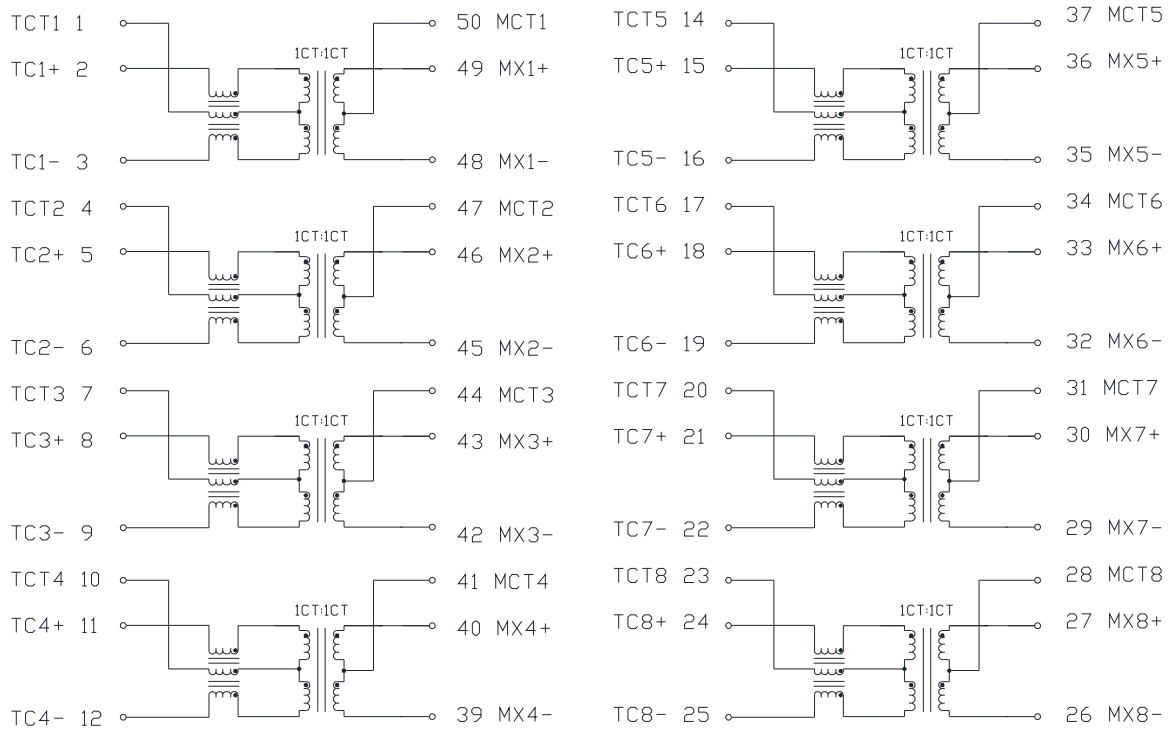 TCT1 1
50 MCT1
1CT:1CT
TC1+ 2
49 MX1+
TC1- 3
48 MX1-
TCT2 4
47 MCT2
1CT:1CT
TC2+ 5
46 MX2+
TC2- 6
45 MX2-
TCT3 7
44 MCT3
1CT:1CT
TC3+ 8
43 MX3+
TC3- 9
42 MX3-
TCT4 10
41 MCT4
1CT:1CT
TC4+ 11
40 MX4+
TC4- 12
39 MX4-
TCT5 14
37 MCT5
1CT:1CT
TC5+ 15
36 MX5+
TC5- 16
35 MX5-
TCT6 17
34 MCT6
1CT:1CT
TC6+ 18
33 MX6+
TC6- 19
32 MX6-
TCT7 20
31 MCT7
1CT:1CT
TC7+ 21
30 MX7+
TC7- 22
29 MX7-
TCT8 23
28 MCT8
1CT:1CT
TC8+ 24
27 MX8+
TC8- 25
26 MX8-